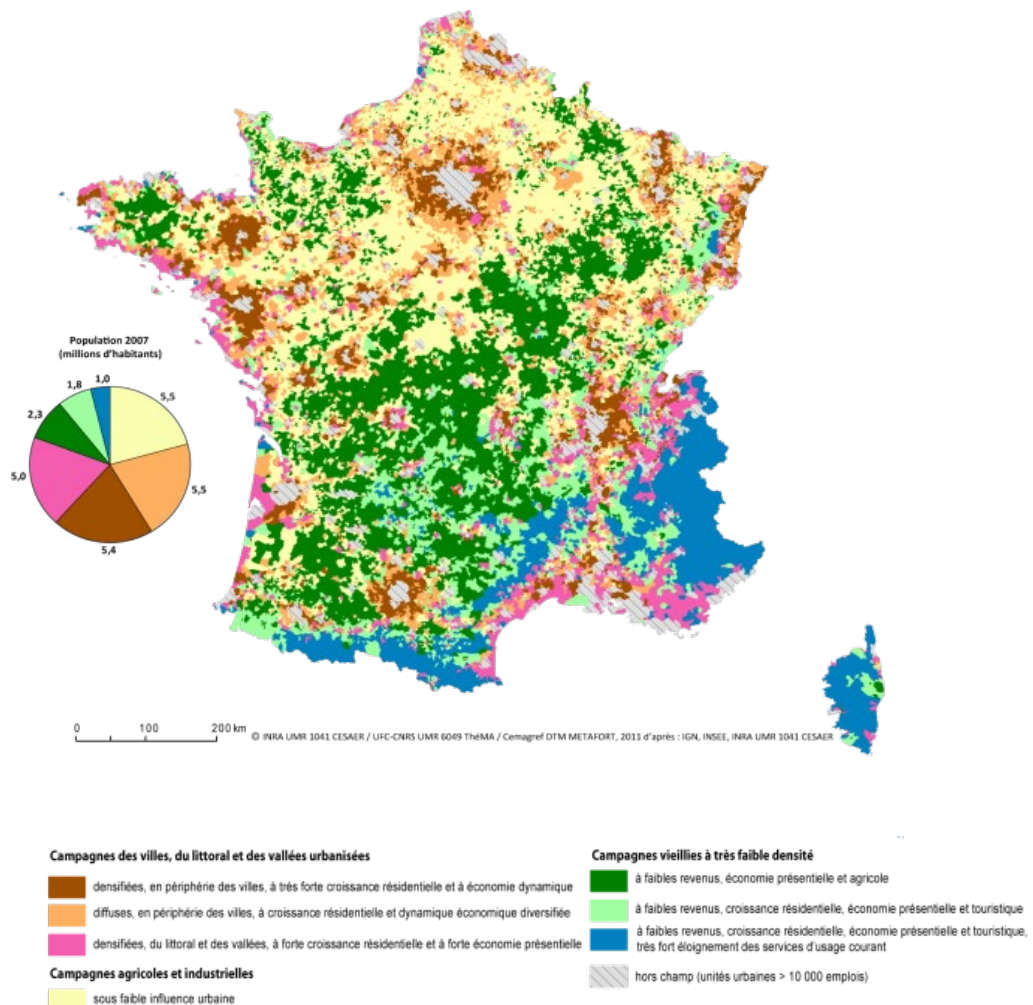 Population 2007
(millions d'habitants)
1,8
1,0
5,5
2,3
5,0
5,5
5,4
0 100 200 km
© INRA UMR 1041 CESAER / UFC-CNRS UMR 6049 ThéMA / Cemagref DTM METAFORT, 2011 d'après : IGN, INSEE, INRA UMR 1041 CESAER
Campagnes des villes, du littoral et des vallées urbanisées
densifiées, en périphérie des villes, à très forte croissance résidentielle et à économie dynamique
diffuses, en périphérie des villes, à croissance résidentielle et dynamique économique diversifiée
densifiées, du littoral et des vallées, à forte croissance résidentielle et à forte économie présentielle
Campagnes agricoles et industrielles
sous faible influence urbaine
Campagnes vieillies à très faible densité
à faibles revenus, économie présentielle et agricole
à faibles revenus, croissance résidentielle, économie présentielle et touristique
à faibles revenus, croissance résidentielle, économie présentielle et touristique,
très fort éloignement des services d'usage courant
hors champ (unités urbaines > 10 000 emplois)